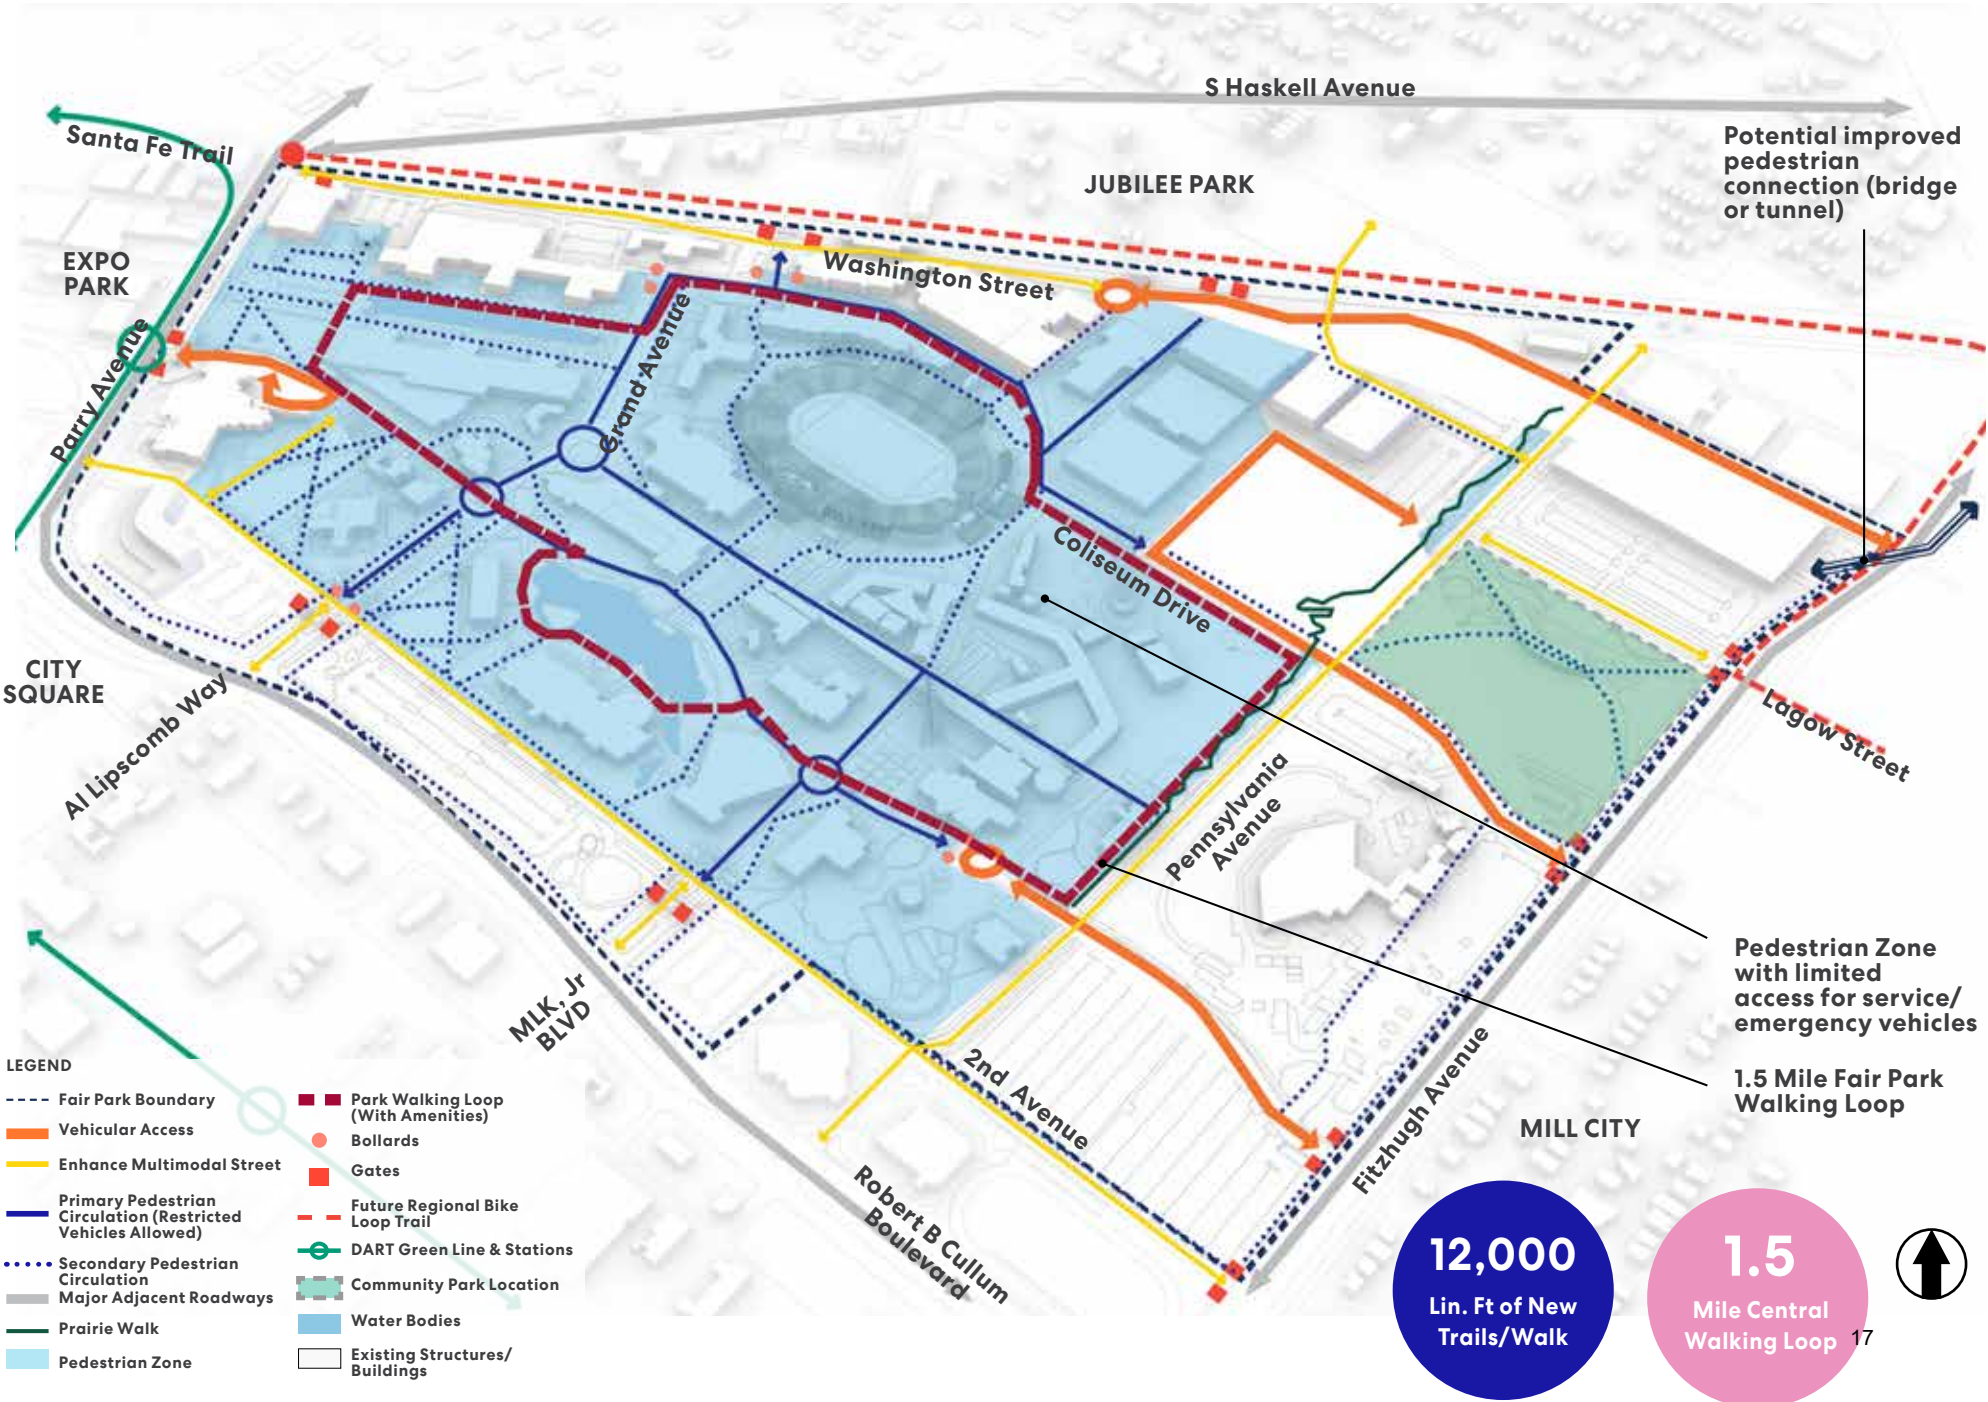 S Haskell Avenue
Santa Fe Trail
Potential improved
pedestrian
connection (bridge
or tunnel)
JUBILEE PARK
EXPO
PARK
Washington Street
Grand Avenue
Parry Avenue
Coliseum Drive
CITY
SQUARE
Al Lipscomb Way
Lagow Street
Pennsylvania
Avenue
Pedestrian Zone
with limited
access for service/
emergency vehicles
MLK, Jr
BLVD
2nd Avenue
1.5 Mile Fair Park
Walking Loop
Fitzhugh Avenue
MILL CITY
Robert B Cullum
Boulevard
LEGEND
Fair Park Boundary
Vehicular Access
Enhance Multimodal Street
Primary Pedestrian
Circulation (Restricted
Vehicles Allowed)
Secondary Pedestrian
Circulation
Major Adjacent Roadways
Prairie Walk
Pedestrian Zone
Park Walking Loop
(With Amenities)
Bollards
Gates
Future Regional Bike
Loop Trail
DART Green Line & Stations
Community Park Location
Water Bodies
Existing Structures/
Buildings
12,000
Lin. Ft of New
Trails/Walk
1.5
Mile Central
Walking Loop
17